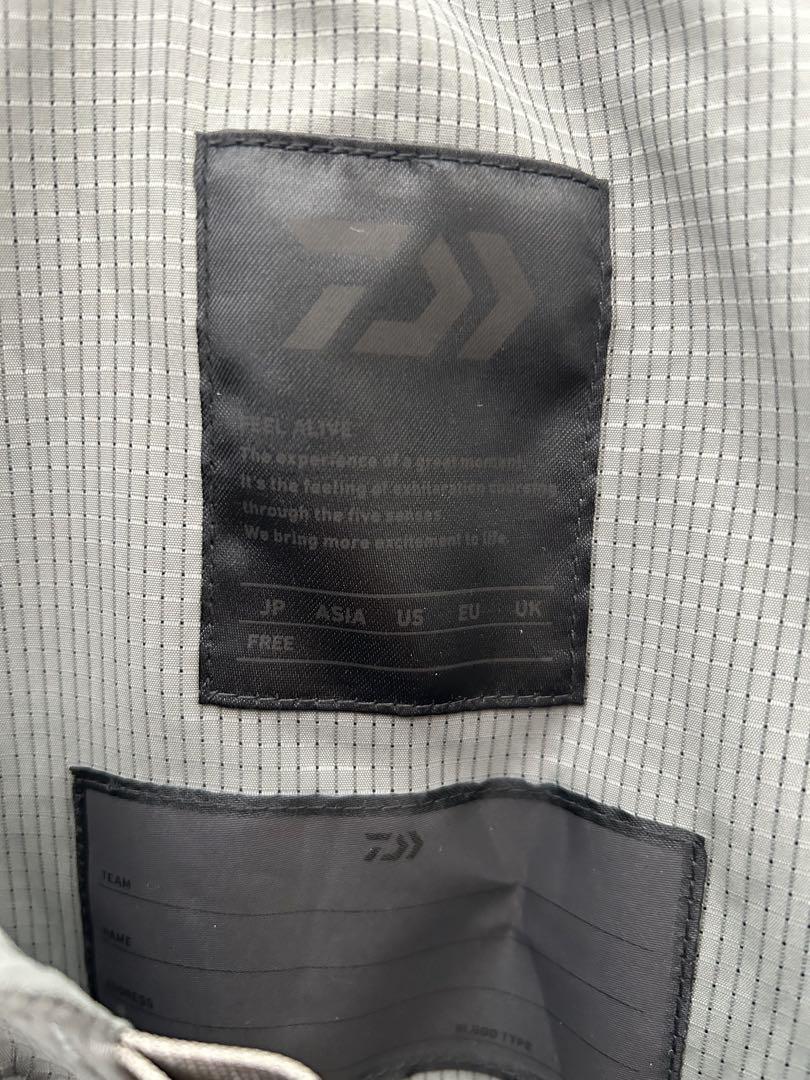 FEEL ALIVE
The experience of a great moment.
It's the feeling of exhilaration coursing
through the five senses.
We bring more excitement to life.
JP ASIA US EU UK
FREE
TEAM
NAME
ADDRESS
BLOOD TYPE